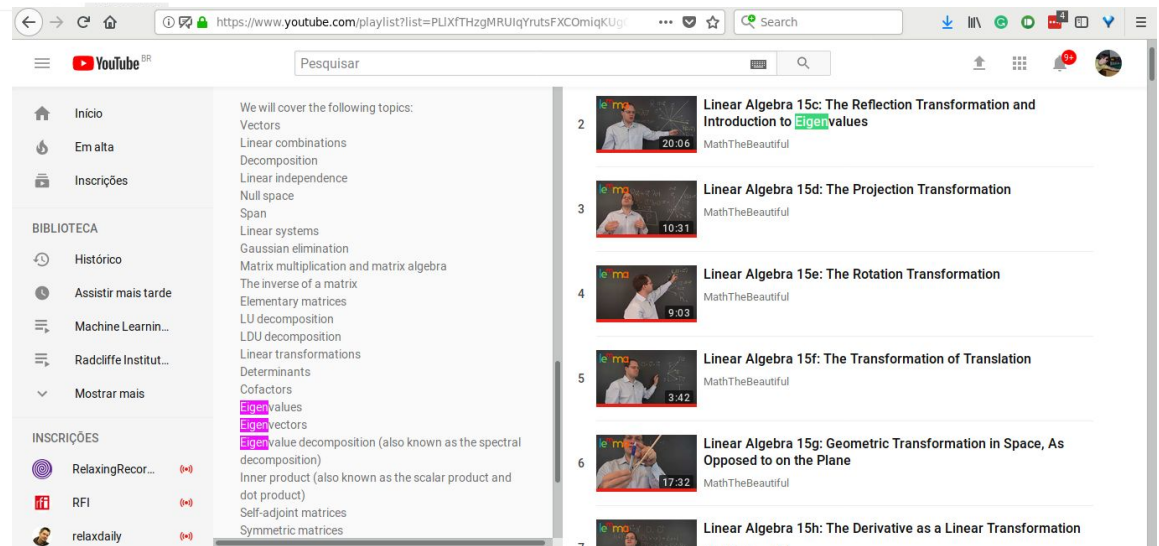 https://www.youtube.com/playlist?list=PLlXfTHzgMRUIqYrutsFXCOmiqKUg
Search
4
YouTube BR
Pesquisar
9+
Início
Em alta
Inscrições
BIBLIOTECA
Histórico
Assistir mais tarde
Machine Learnin...
Radcliffe Institut...
Mostrar mais
INSCRIÇÕES
RelaxingRecor...
RFI
relaxdaily
We will cover the following topics:
Vectors
Linear combinations
Decomposition
Linear independence
Null space
Span
Linear systems
Gaussian elimination
Matrix multiplication and matrix algebra
The inverse of a matrix
Elementary matrices
LU decomposition
LDU decomposition
Linear transformations
Determinants
Cofactors
Eigenvalues
Eigenvectors
Eigenvalue decomposition (also known as the spectral
decomposition)
Inner product (also known as the scalar product and
dot product)
Self-adjoint matrices
Symmetric matrices
2
20:06
Linear Algebra 15c: The Reflection Transformation and
Introduction to Eigenvalues
MathTheBeautiful
3
10:31
Linear Algebra 15d: The Projection Transformation
MathTheBeautiful
4
9:03
Linear Algebra 15e: The Rotation Transformation
MathTheBeautiful
5
3:42
Linear Algebra 15f: The Transformation of Translation
MathTheBeautiful
6
17:32
Linear Algebra 15g: Geometric Transformation in Space, As
Opposed to on the Plane
MathTheBeautiful
Linear Algebra 15h: The Derivative as a Linear Transformation